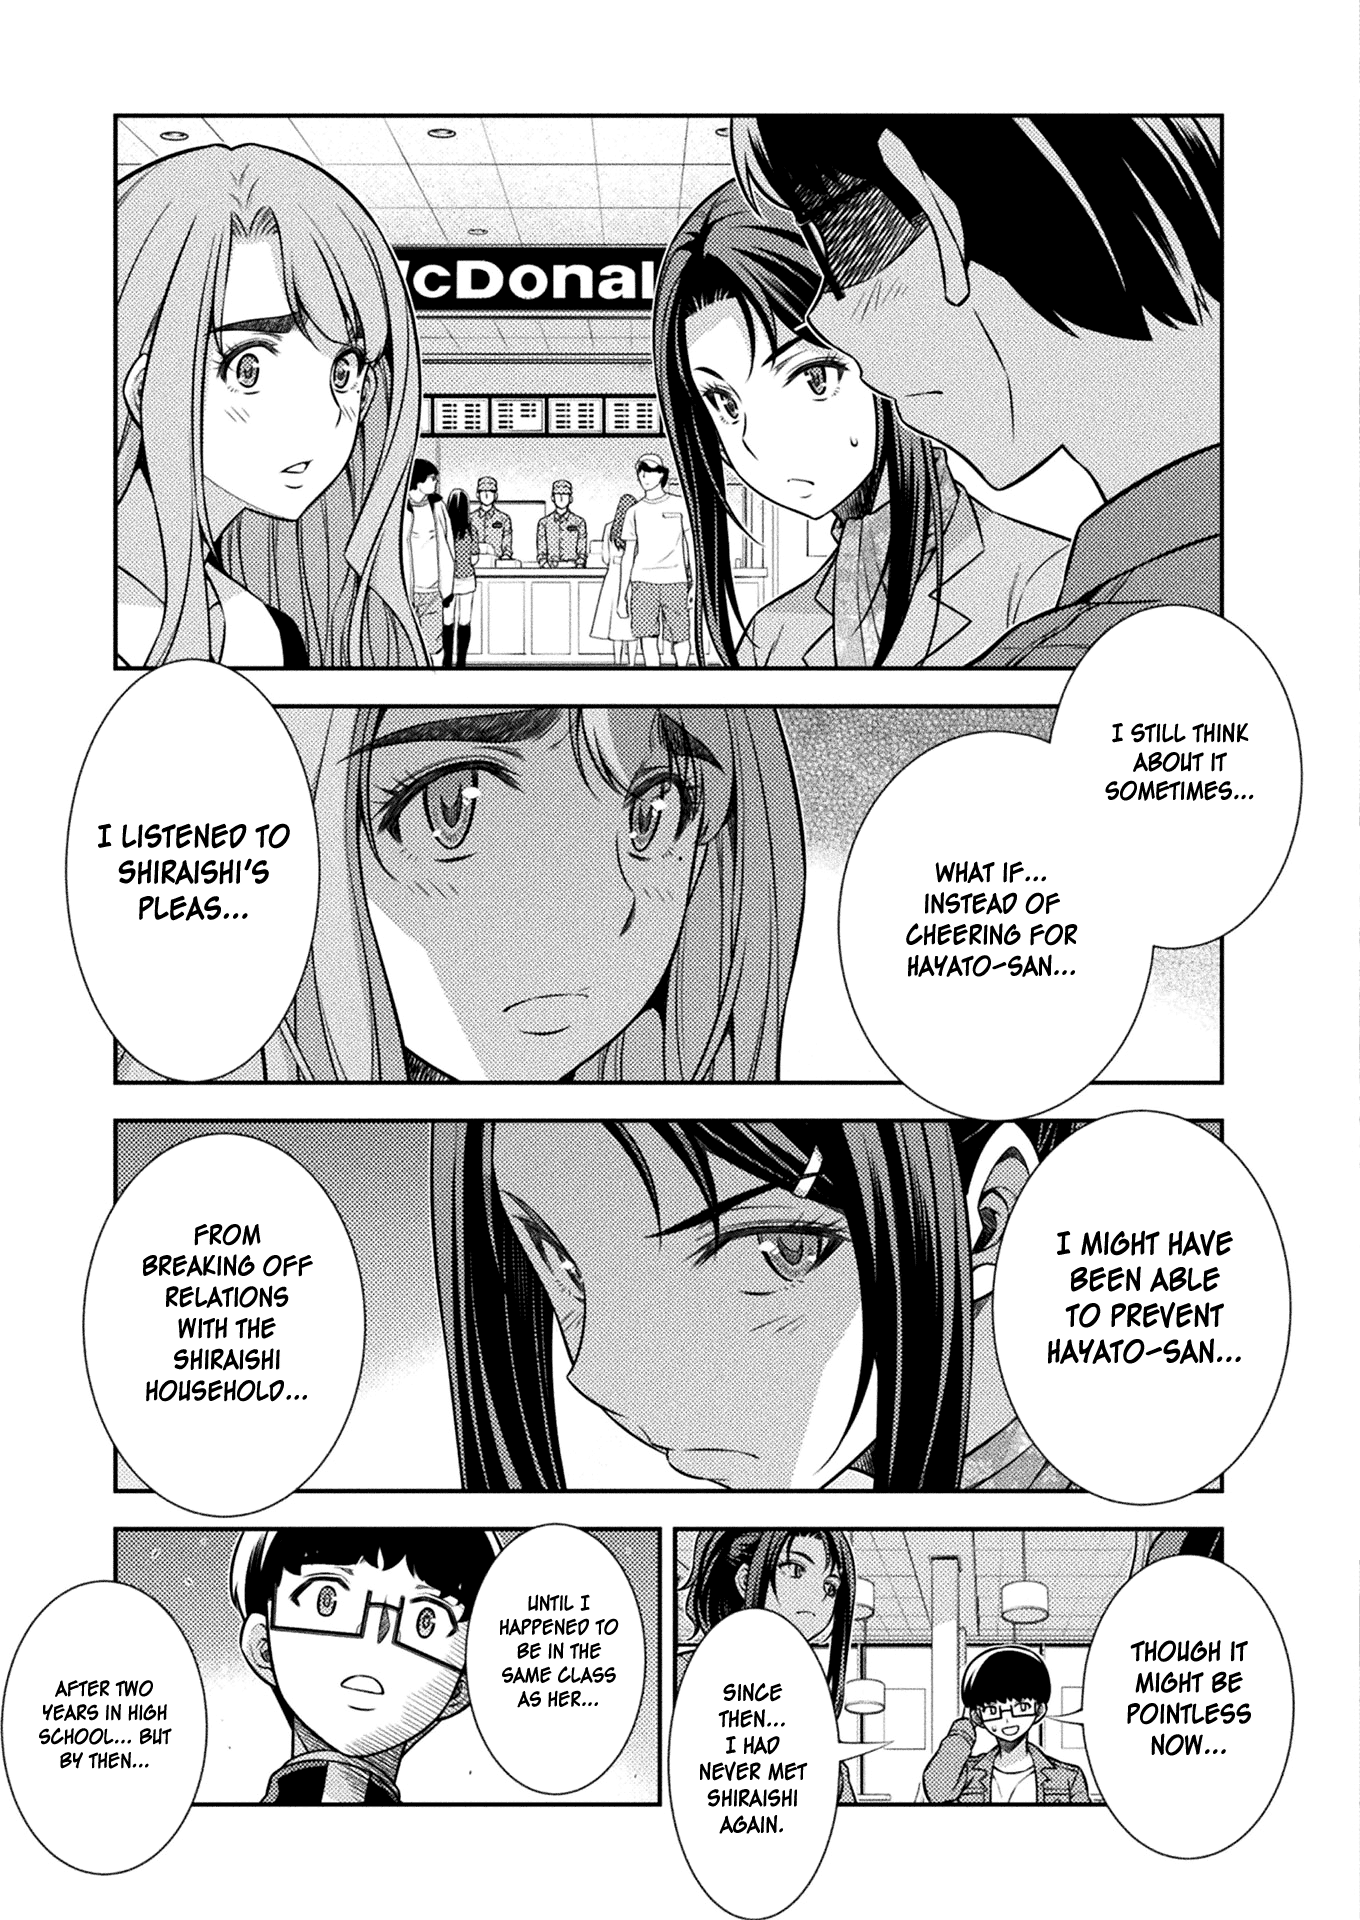 WcDonal
I STILL THINK
ABOUT IT
SOMETIMES...
WHAT IF...
INSTEAD OF
CHEERING FOR
HAYATO-SAN...
I LISTENED TO
SHIRAISHI'S
PLEAS...
I MIGHT HAVE
BEEN ABLE
TO PREVENT
HAYATO-SAN...
FROM
BREAKING OFF
RELATIONS
WITH THE
SHIRAISHI
HOUSEHOLD...
THOUGH IT
MIGHT BE
POINTLESS
NOW...
SINCE
THEN...
I HAD
NEVER MET
SHIRAISHI
AGAIN.
UNTIL I
HAPPENED TO
BE IN THE
SAME CLASS
AS HER...
AFTER TWO
YEARS IN HIGH
SCHOOL... BUT
BY THEN...